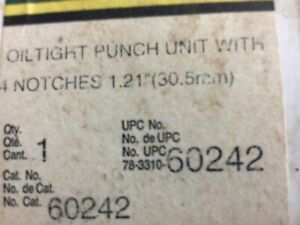 OILTIGHT PUNCH UNIT WITH
4 NOTCHES 1.21"(30.5mm)
Qty.
Qté.
Cant. 1
UPC No.
No. de UPC
No. UPC
78-3310-60242
Cat. No.
No. de Cat.
No. Cat. 60242